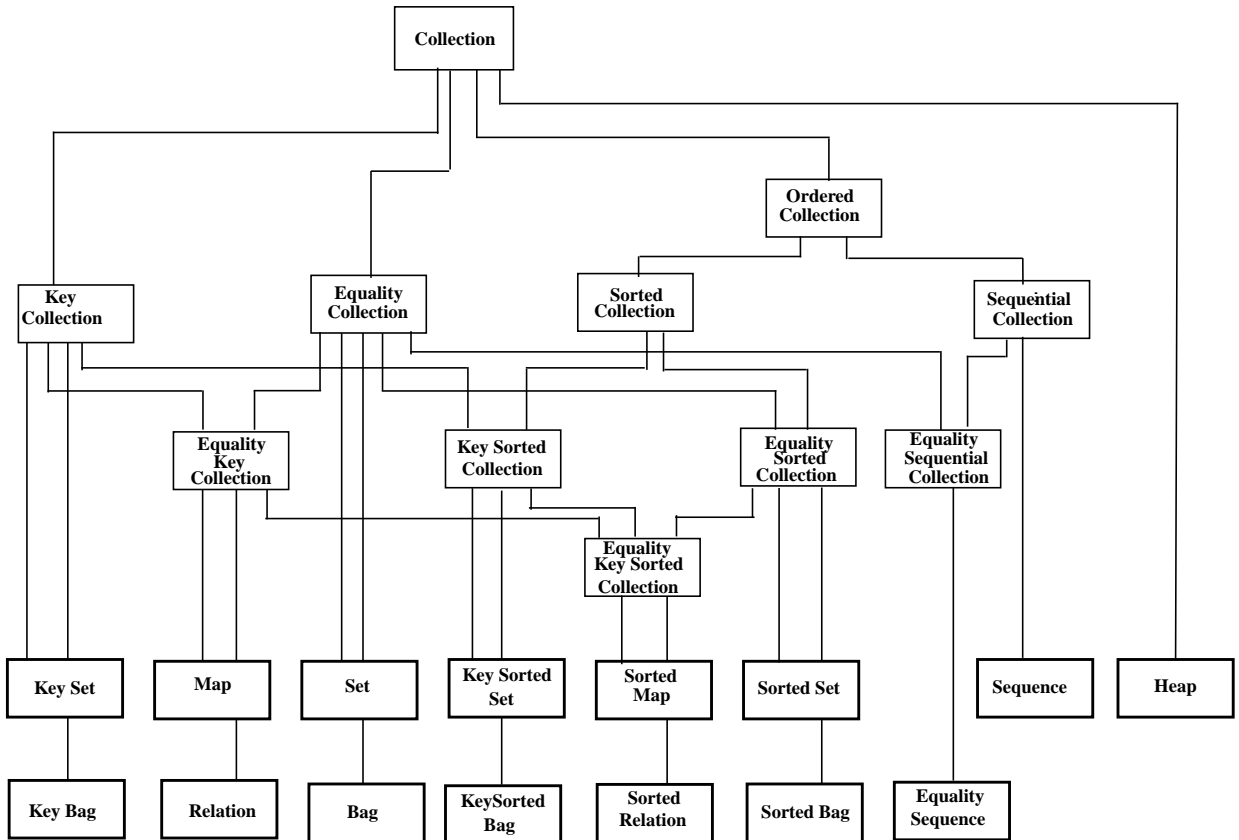 Collection
Ordered
Collection
Key
Collection
Equality
Collection
Sorted
Collection
Sequential
Collection
Equality
Key
Collection
Key Sorted
Collection
Equality
Sorted
Collection
Equality
Sequential
Collection
Equality
Key Sorted
Collection
Key Set
Map
Set
Key Sorted
Set
Sorted
Map
Sorted Set
Sequence
Heap
Key Bag
Relation
Bag
KeySorted
Bag
Sorted
Relation
Sorted Bag
Equality
Sequence